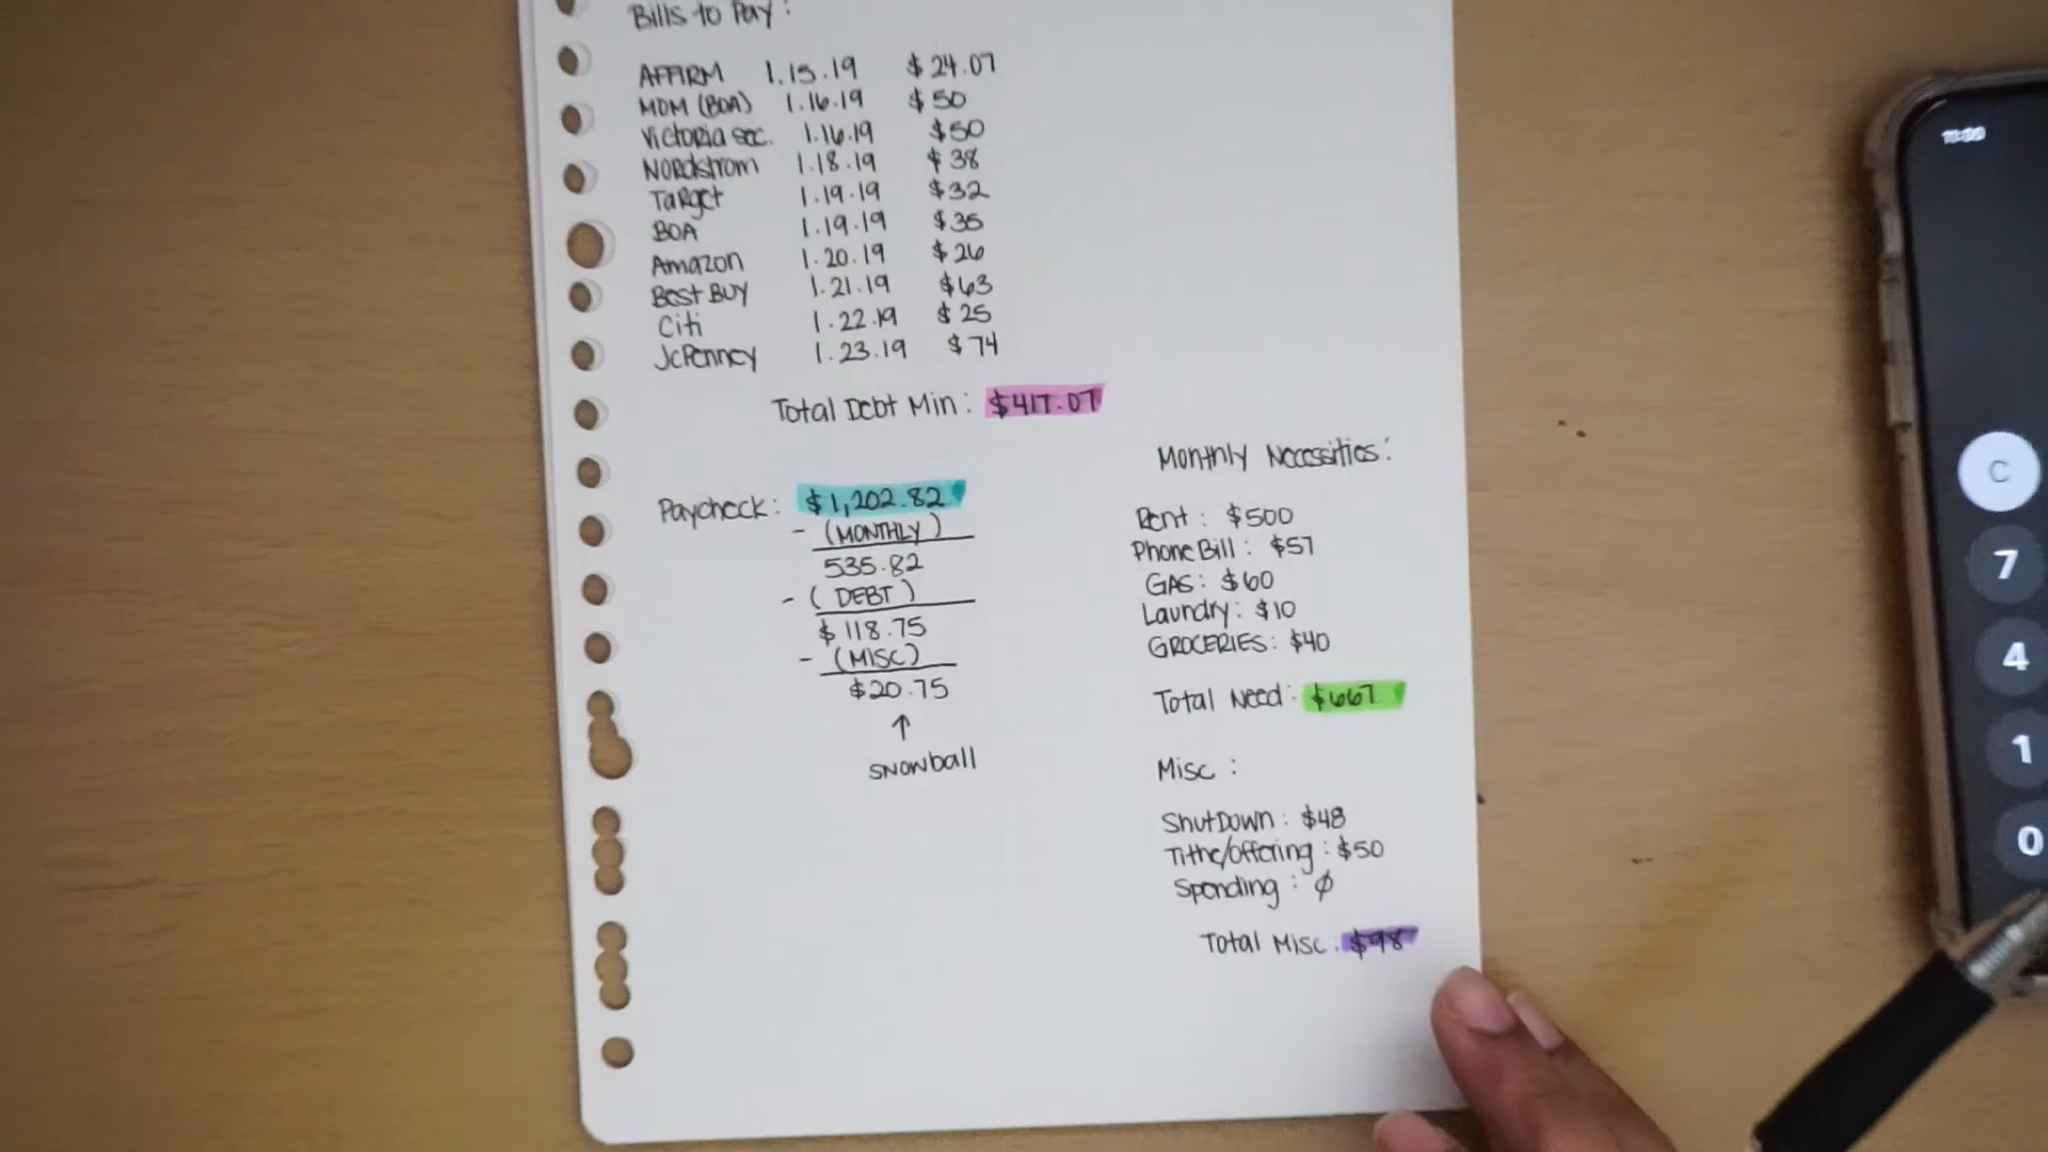 Bills to Pay:
AFFIRM 1.15.19 $24.07
MOM (BOA) 1.16.19 $50
Victoria sec. 1.16.19 $50
Nordstrom 1.18.19 $38
Target 1.19.19 $32
BOA 1.19.19 $35
Amazon 1.20.19 $26
Best Buy 1.21.19 $63
Citi 1.22.19 $25
JcPenney 1.23.19 $74
Total Debt Min: $417.07
Paycheck: $1,202.82
- (MONTHLY)
535.82
- (DEBT)
$118.75
- (MISC)
$20.75
↑
snowball
Monthly Necessities:
Rent: $500
Phone Bill: $57
GAS: $60
Laundry: $10
GROCERIES: $40
Total Need: $667
Misc:
ShutDown: $48
Tithe/offering: $50
Spending: ∅
Total Misc. $98
C
7
4
1
0